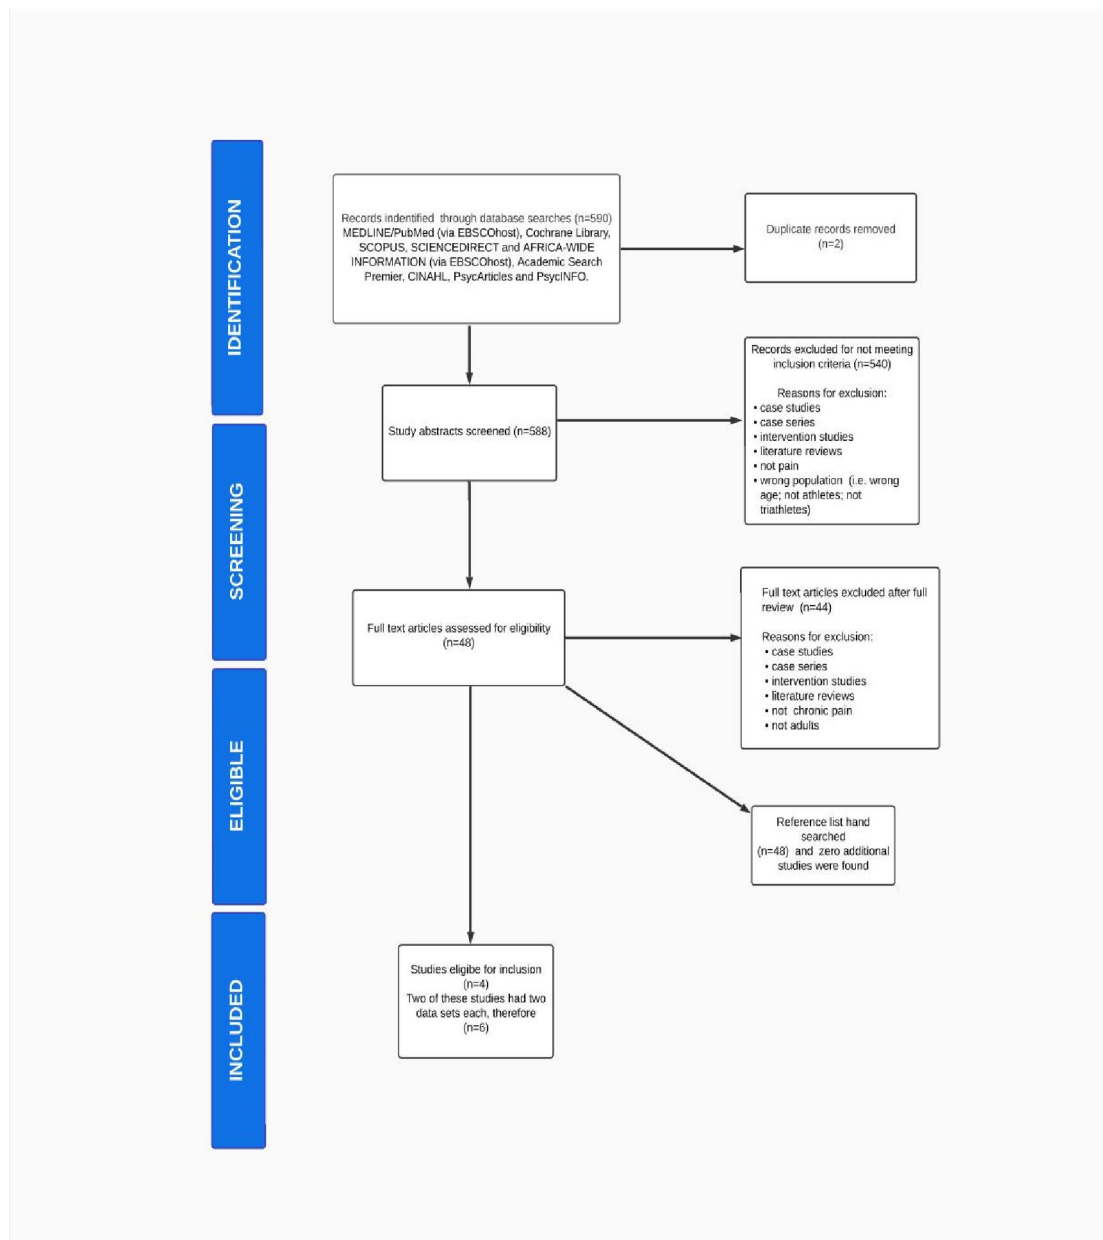 IDENTIFICATION
Records indentified through database searches (n=590)
MEDLINE/PubMed (via EBSCOhost), Cochrane Library,
SCOPUS, SCIENCEDIRECT and AFRICA-WIDE
INFORMATION (via EBSCOhost), Academic Search
Premier, CINAHL, PsycArticles and PsycINFO.
Duplicate records removed
(n=2)
SCREENING
Study abstracts screened (n=588)
Records excluded for not meeting
inclusion criteria (n=540)
Reasons for exclusion:
• case studies
• case series
• intervention studies
• literature reviews
• not pain
• wrong population (i.e. wrong
age; not athletes; not
triathletes)
Full text articles assessed for eligibility
(n=48)
Full text articles excluded after full
review (n=44)
Reasons for exclusion:
• case studies
• case series
• intervention studies
• literature reviews
• not chronic pain
• not adults
ELIGIBLE
Reference list hand
searched
(n=48) and zero additional
studies were found
INCLUDED
Studies eligibe for inclusion
(n=4)
Two of these studies had two
data sets each, therefore
(n=6)